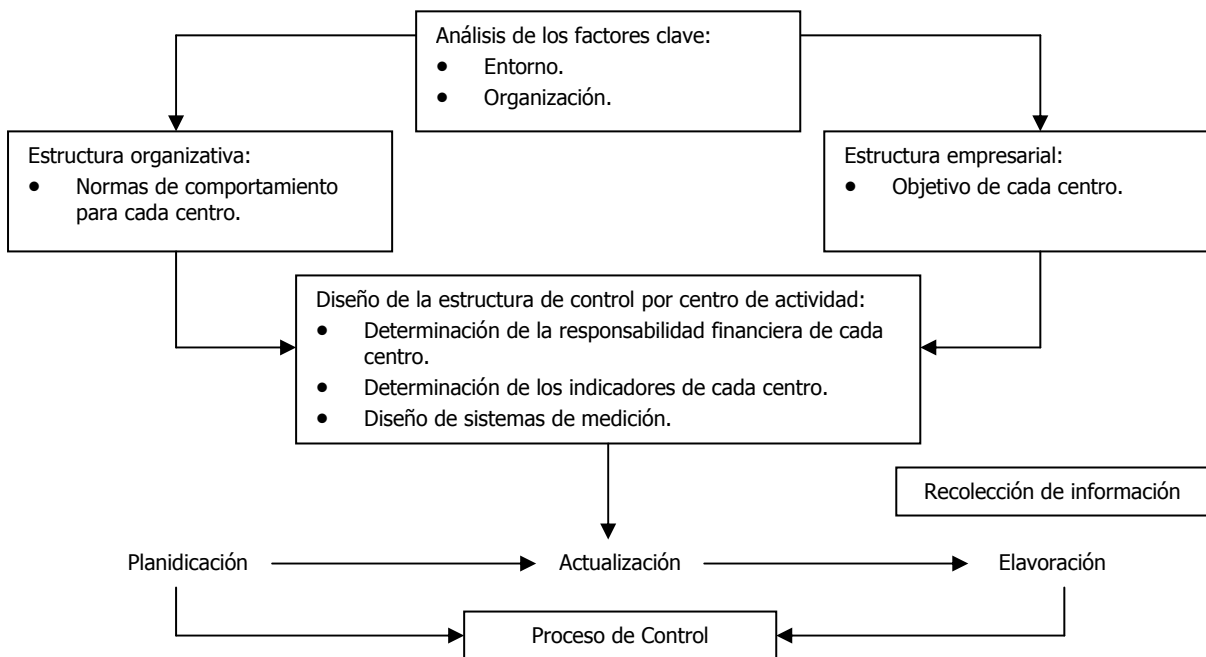 Análisis de los factores clave:
• Entorno.
• Organización.
Estructura organizativa:
• Normas de comportamiento
para cada centro.
Estructura empresarial:
• Objetivo de cada centro.
Diseño de la estructura de control por centro de actividad:
• Determinación de la responsabilidad financiera de cada
centro.
• Determinación de los indicadores de cada centro.
• Diseño de sistemas de medición.
Recolección de información
Planidicación
Actualización
Elavoración
Proceso de Control